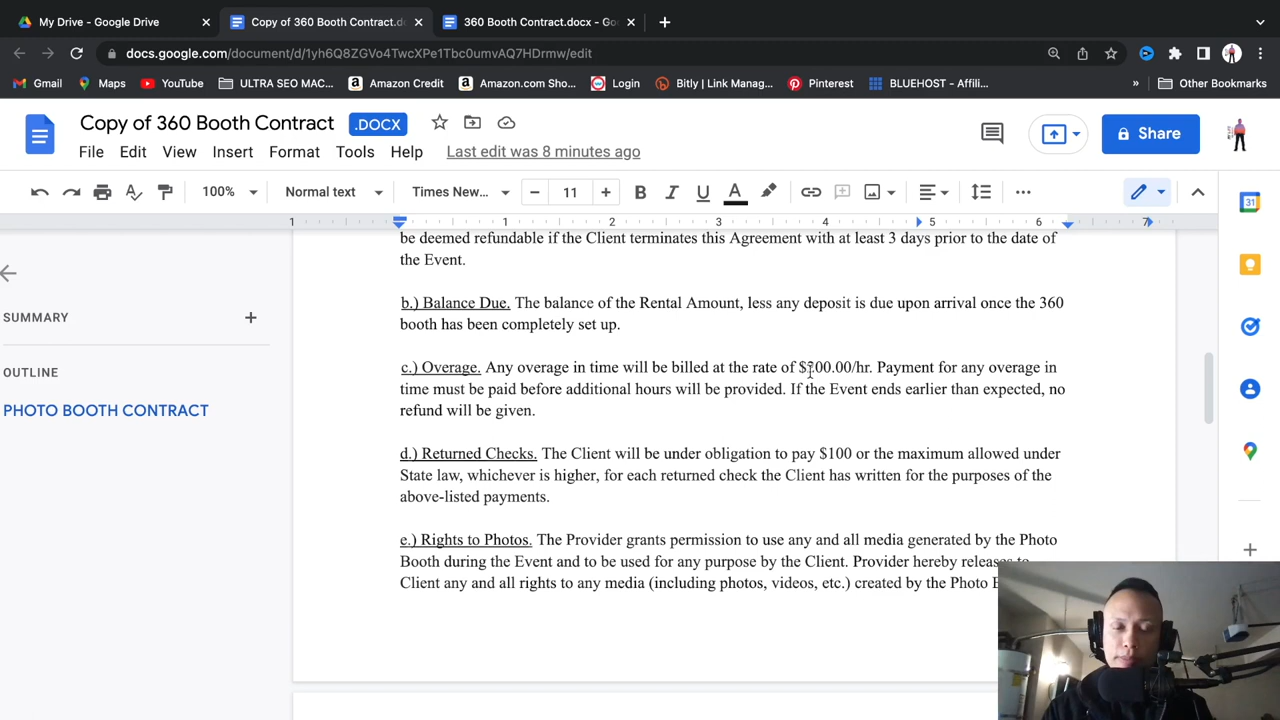 My Drive - Google Drive
Copy of 360 Booth Contract.d
360 Booth Contract.docx - Go
docs.google.com/document/d/1yh6Q8ZGVo4TwcXPe1Tbc0umvAQ7HDrmw/edit
Gmail
Maps
YouTube
ULTRA SEO MAC...
Amazon Credit
Amazon.com Sho...
Login
Bitly | Link Manag...
Pinterest
BLUEHOST - Affili...
»
Other Bookmarks
Copy of 360 Booth Contract
.DOCX
File Edit View Insert Format Tools Help
Last edit was 8 minutes ago
Share
100%
Normal text
Times New...
11
B I U A
1 1 2 3 4 5 6 7
be deemed refundable if the Client terminates this Agreement with at least 3 days prior to the date of
the Event.
b.) Balance Due. The balance of the Rental Amount, less any deposit is due upon arrival once the 360
booth has been completely set up.
c.) Overage. Any overage in time will be billed at the rate of Payment for any overage in
time must be paid before additional hours will be provided. If the Event ends earlier than expected, no
refund will be given.
d.) Returned Checks. The Client will be under obligation to pay $100 or the maximum allowed under
State law, whichever is higher, for each returned check the Client has written for the purposes of the
above-listed payments.
e.) Rights to Photos. The Provider grants permission to use any and all media generated by the Photo
Booth during the Event and to be used for any purpose by the Client. Provider hereby releases to
Client any and all rights to any media (including photos, videos, etc.) created by the Photo
SUMMARY
OUTLINE
PHOTO BOOTH CONTRACT
31